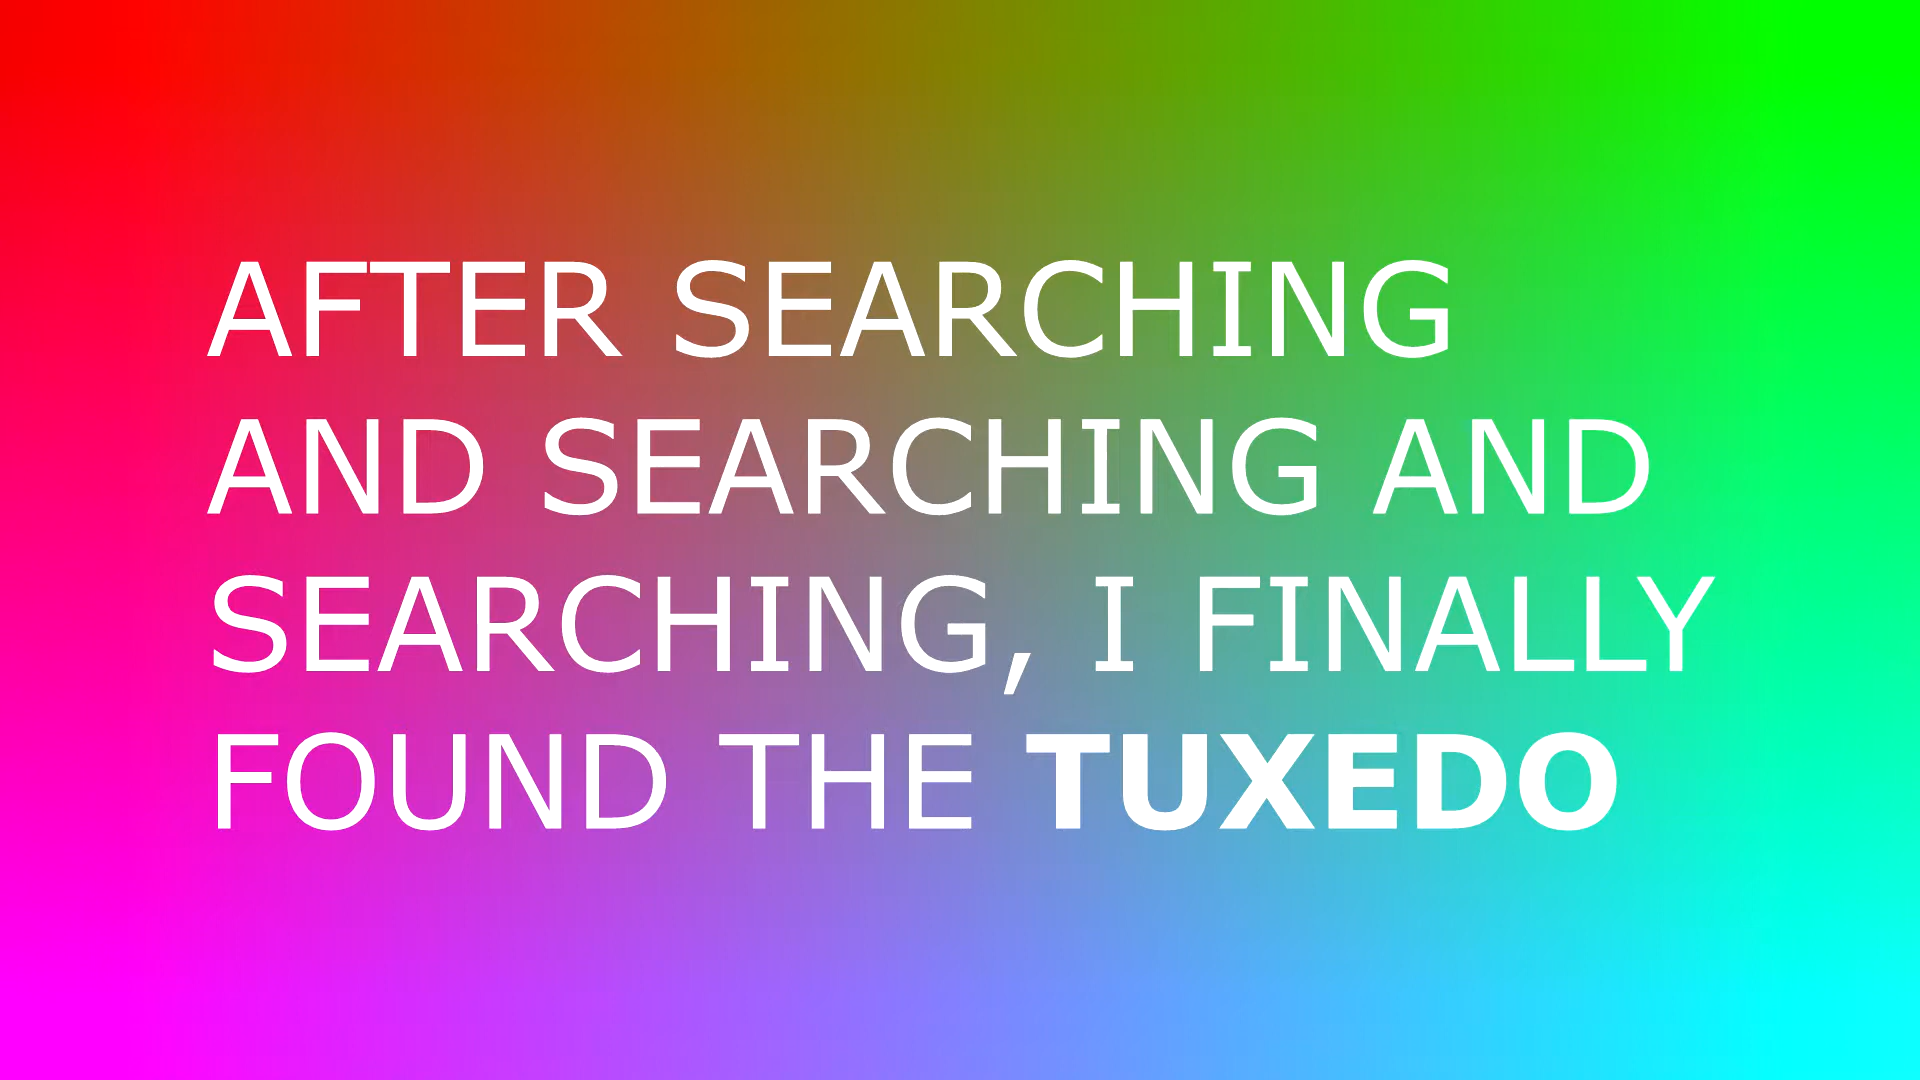 AFTER SEARCHING
AND SEARCHING AND
SEARCHING, I FINALLY
FOUND THE TUXEDO